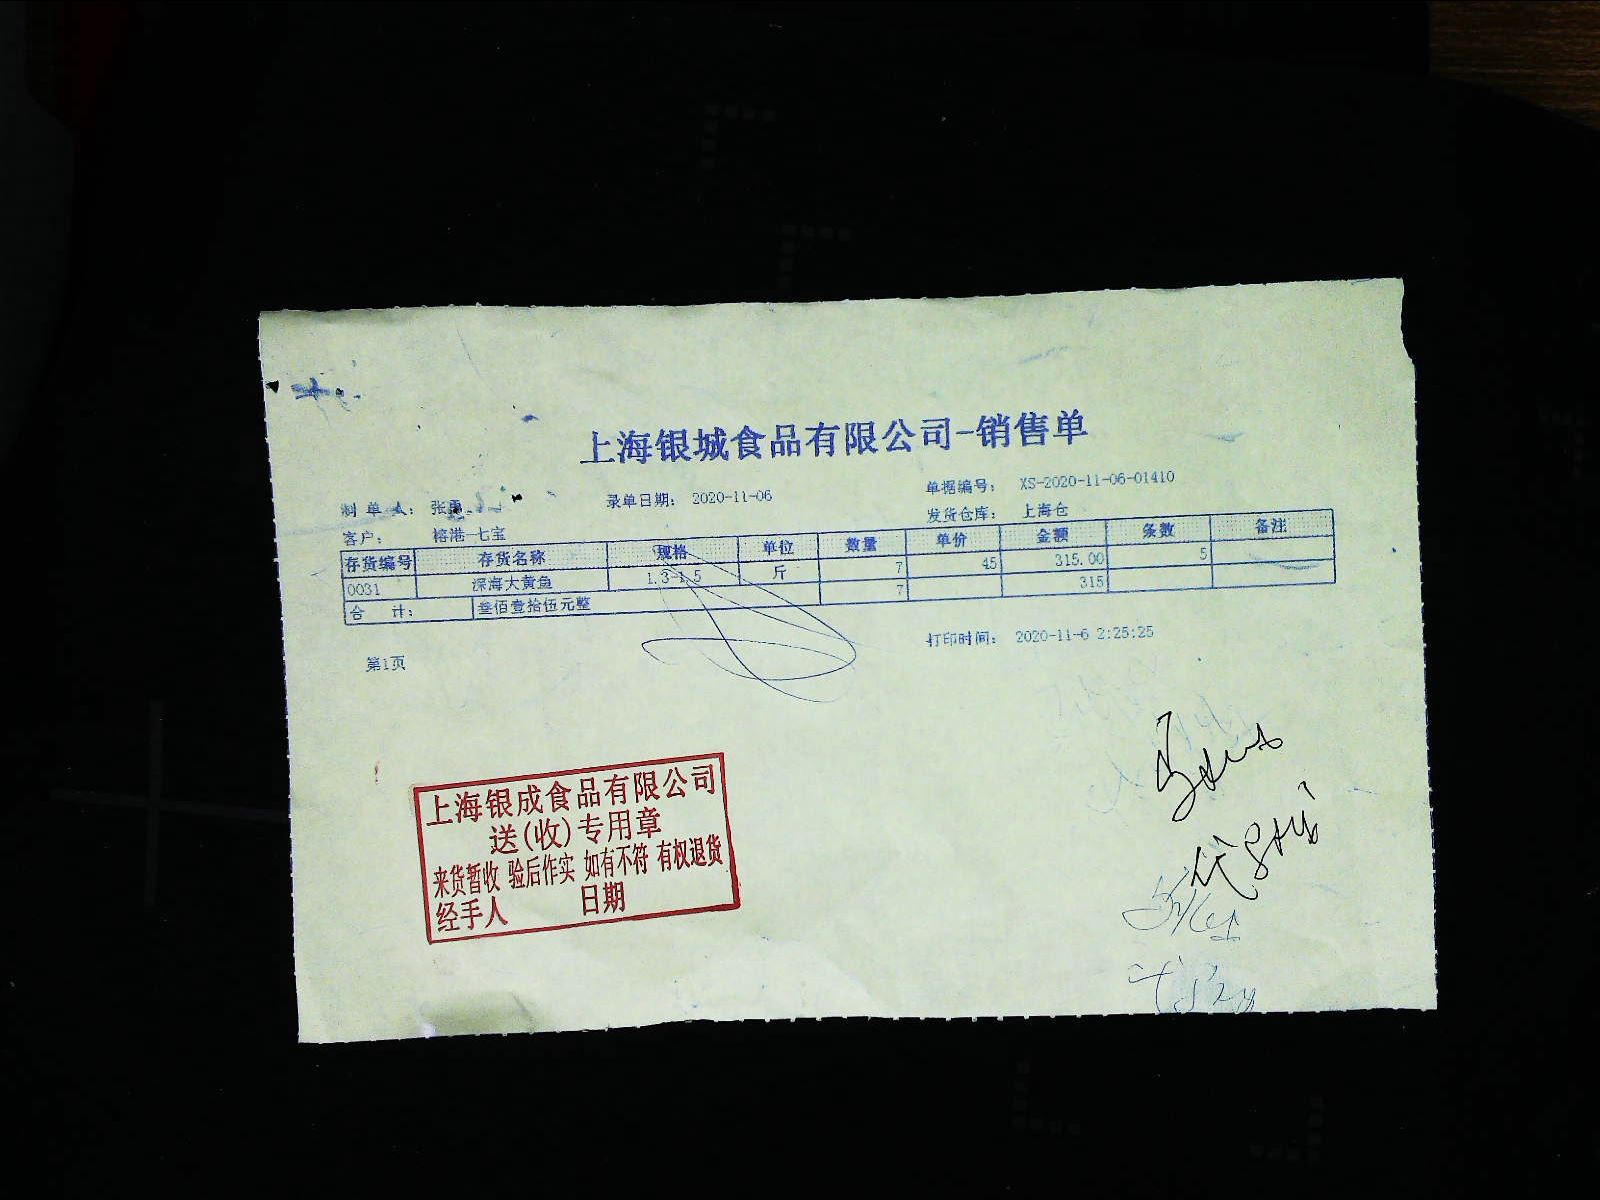 上海银城食品有限公司-销售单
制 单 人： 张 录单日期： 2020-11-06 单据编号： XS-2020-11-06-01410
客户： 榕港-七宝 发货仓库： 上海仓
存货编号 存货名称 规格 单位 数量 单价 金额 条数 备注
0031 深海大黄鱼 1.3-1.5 斤 7 45 315.00 5
合 计： 叁佰壹拾伍元整 7 315
第1页 打印时间： 2020-11-6 2:25:25
上海银成食品有限公司
送(收)专用章
来货暂收 验后作实 如有不符 有权退货
经手人 日期